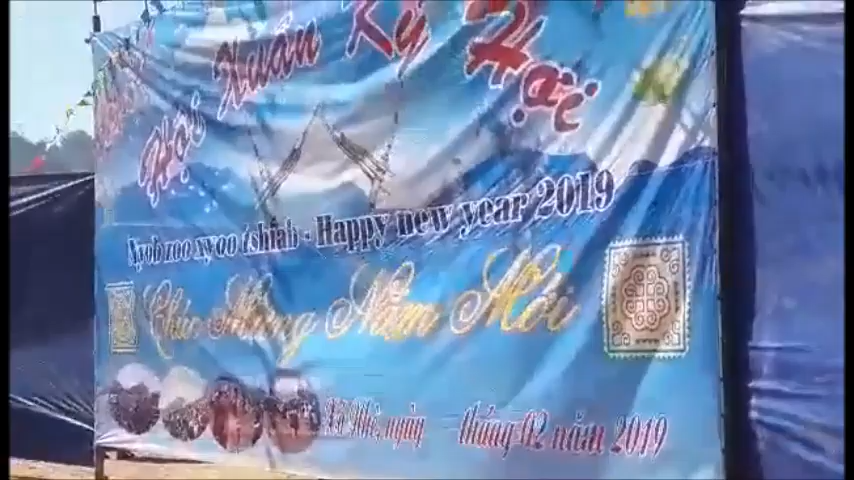 Hội Xuân Kỷ Hợi
Nyob zoo xyoo tshiab - Happy new year 2019
Chúc Mừng Năm Mới
ngày tháng 02 năm 2019